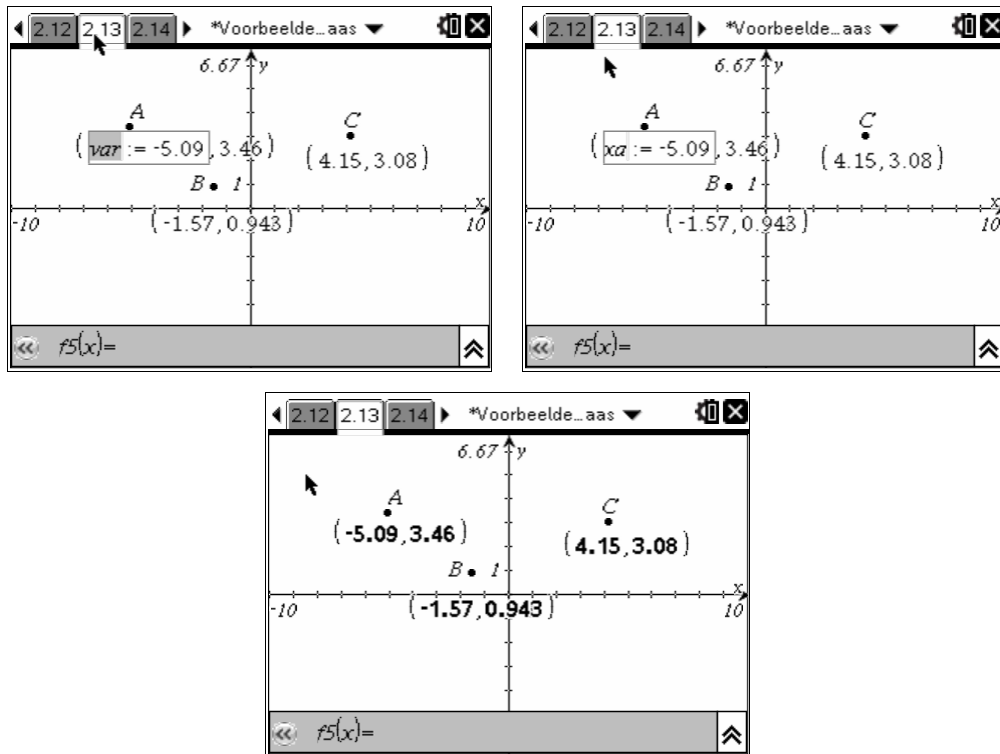 2.12 2.13 2.14 *Voorbeelde…aas
6.67 y
A
C
( var := -5.09 , 3.46 )
(4.15, 3.08)
B 1
x
-10 (-1.57, 0.943) 10
f5(x)=
2.12 2.13 2.14 *Voorbeelde…aas
6.67 y
A
C
( xa := -5.09 , 3.46 )
(4.15, 3.08)
B 1
x
-10 (-1.57, 0.943) 10
f5(x)=
2.12 2.13 2.14 *Voorbeelde…aas
6.67 y
A
C
(-5.09, 3.46)
(4.15, 3.08)
B 1
x
-10 (-1.57, 0.943) 10
f5(x)=